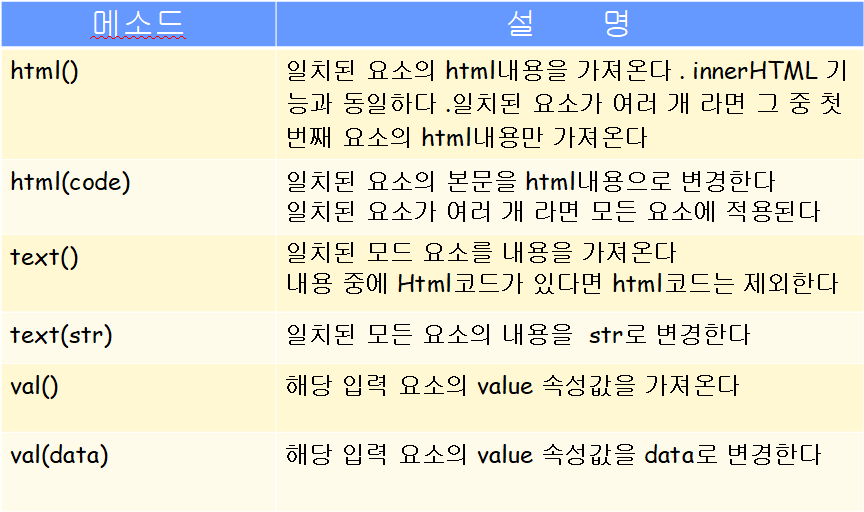 메소드 설 명
html() 일치된 요소의 html내용을 가져온다 . innerHTML 기
능과 동일하다 .일치된 요소가 여러 개 라면 그 중 첫
번째 요소의 html내용만 가져온다
html(code) 일치된 요소의 본문을 html내용으로 변경한다
일치된 요소가 여러 개 라면 모든 요소에 적용된다
text() 일치된 모드 요소를 내용을 가져온다
내용 중에 Html코드가 있다면 html코드는 제외한다
text(str) 일치된 모든 요소의 내용을 str로 변경한다
val() 해당 입력 요소의 value 속성값을 가져온다
val(data) 해당 입력 요소의 value 속성값을 data로 변경한다